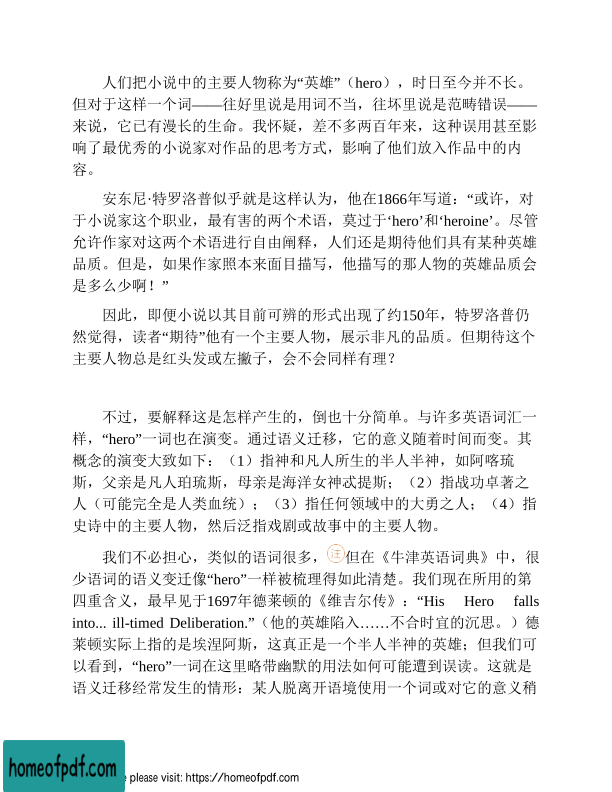 人们把小说中的主要人物称为“英雄”（hero），时日至今并不长。
但对于这样一个词——往好里说是用词不当，往坏里说是范畴错误——
来说，它已有漫长的生命。我怀疑，差不多两百年来，这种误用甚至影
响了最优秀的小说家对作品的思考方式，影响了他们放入作品中的内
容。
安东尼·特罗洛普似乎就是这样认为，他在1866年写道：“或许，对
于小说家这个职业，最有害的两个术语，莫过于‘hero’和‘heroine’。尽管
允许作家对这两个术语进行自由阐释，人们还是期待他们具有某种英雄
品质。但是，如果作家照本来面目描写，他描写的那人物的英雄品质会
是多么少啊！”
因此，即便小说以其目前可辨的形式出现了约150年，特罗洛普仍
然觉得，读者“期待”他有一个主要人物，展示非凡的品质。但期待这个
主要人物总是红头发或左撇子，会不会同样有理？
不过，要解释这是怎样产生的，倒也十分简单。与许多英语词汇一
样，“hero”一词也在演变。通过语义迁移，它的意义随着时间而变。其
概念的演变大致如下：（1）指神和凡人所生的半人半神，如阿喀琉
斯，父亲是凡人珀琉斯，母亲是海洋女神忒提斯；（2）指战功卓著之
人（可能完全是人类血统）；（3）指任何领域中的大勇之人；（4）指
史诗中的主要人物，然后泛指戏剧或故事中的主要人物。
我们不必担心，类似的语词很多，注但在《牛津英语词典》中，很
少语词的语义变迁像“hero”一样被梳理得如此清楚。我们现在所用的第
四重含义，最早见于1697年德莱顿的《维吉尔传》：“His Hero falls
into... ill-timed Deliberation.”（他的英雄陷入……不合时宜的沉思。）德
莱顿实际上指的是埃涅阿斯，这真正是一个半人半神的英雄；但我们可
以看到，“hero”一词在这里略带幽默的用法如何可能遭到误读。这就是
语义迁移经常发生的情形：某人脱离开语境使用一个词或对它的意义稍
homeofpdf.com
e please visit: https://homeofpdf.com